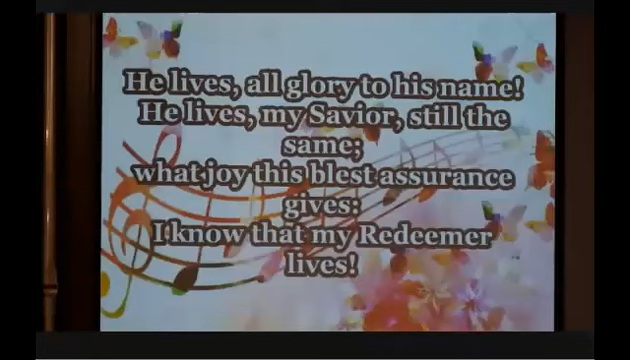 He lives, all glory to his name!
He lives, my Savior, still the
same;
what joy this blest assurance
gives:
I know that my Redeemer
lives!